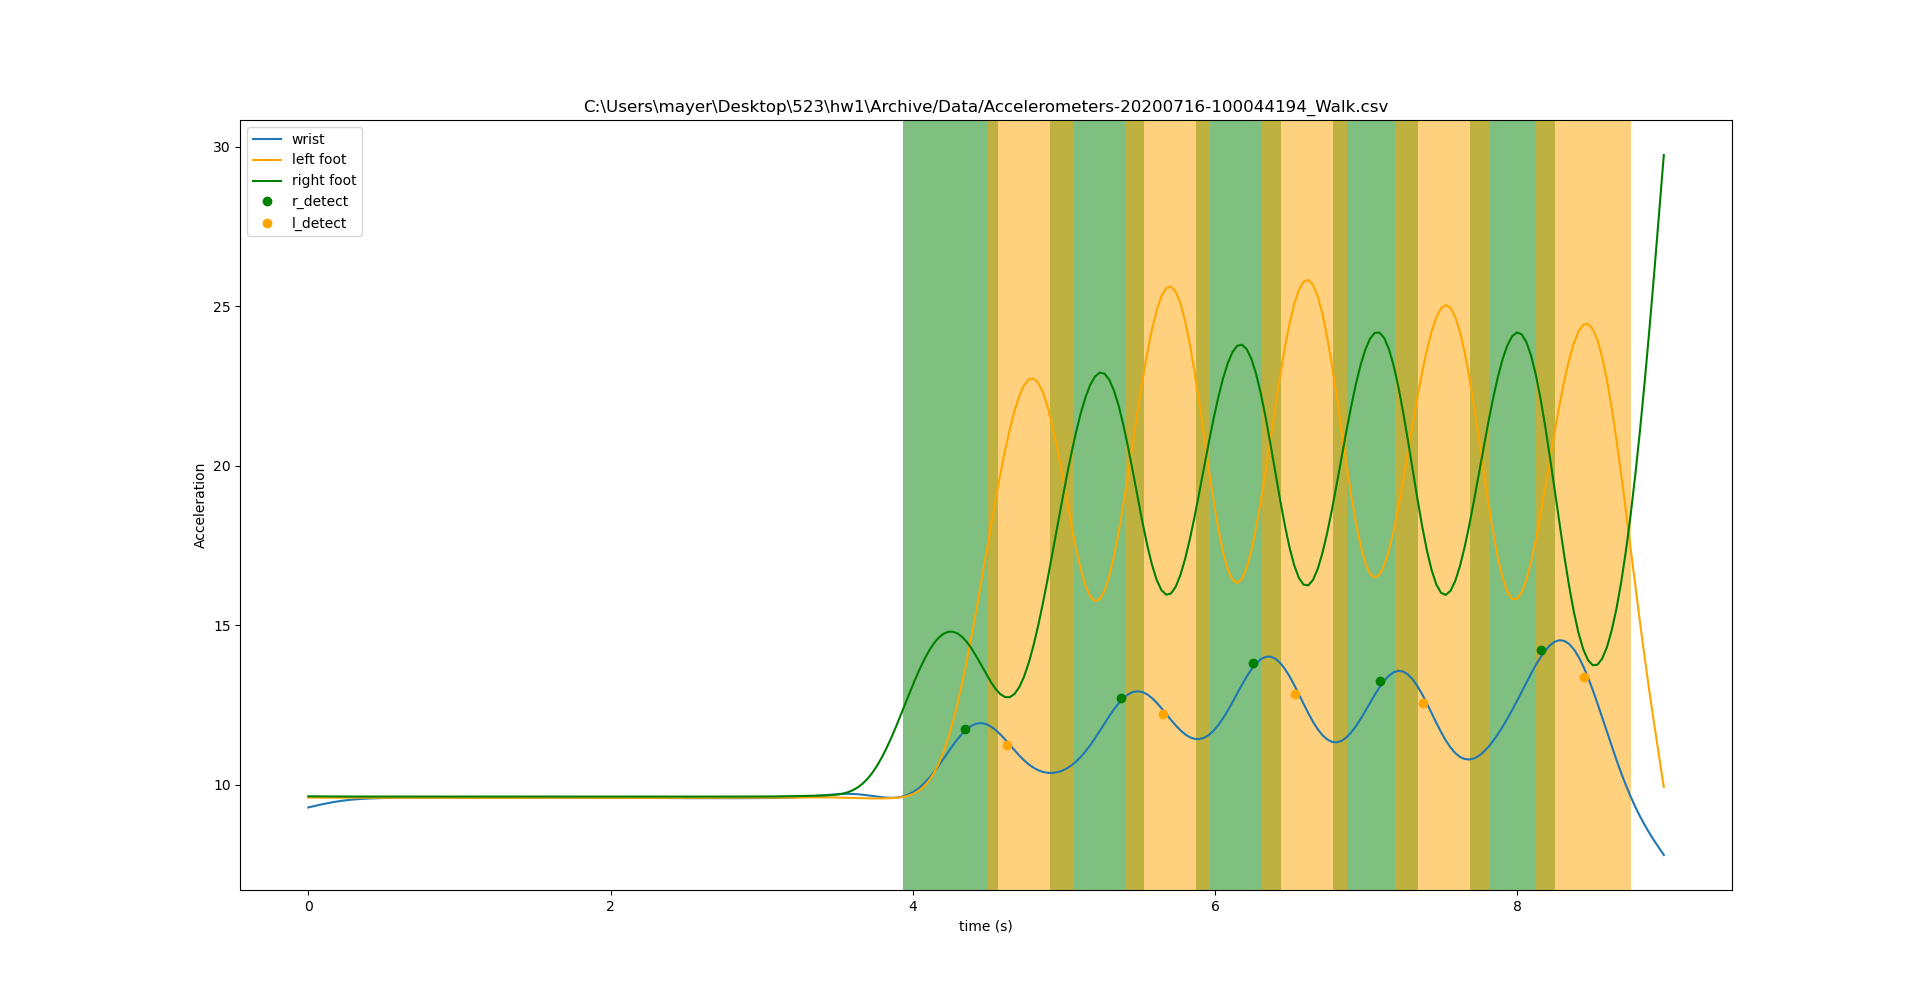 C:\Users\mayer\Desktop\523\hw1\Archive/Data/Accelerometers-20200716-100044194_Walk.csv
wrist
left foot
right foot
r_detect
l_detect
30
25
20
15
10
Acceleration
0 2 4 6 8
time (s)